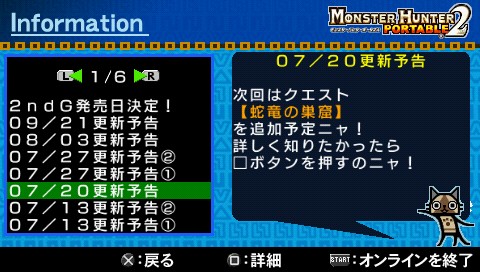 Information
MONSTER HUNTER
PORTABLE 2
L 1/6 R
2ndG発売日決定！
09/21更新予告
08/03更新予告
07/27更新予告②
07/27更新予告①
07/20更新予告
07/13更新予告②
07/13更新予告①
07/20更新予告
次回はクエスト
【蛇竜の巣窟】
を追加予定ニャ！
詳しく知りたかったら
□ボタンを押すのニャ！
×:戻る
□:詳細
START:オンラインを終了